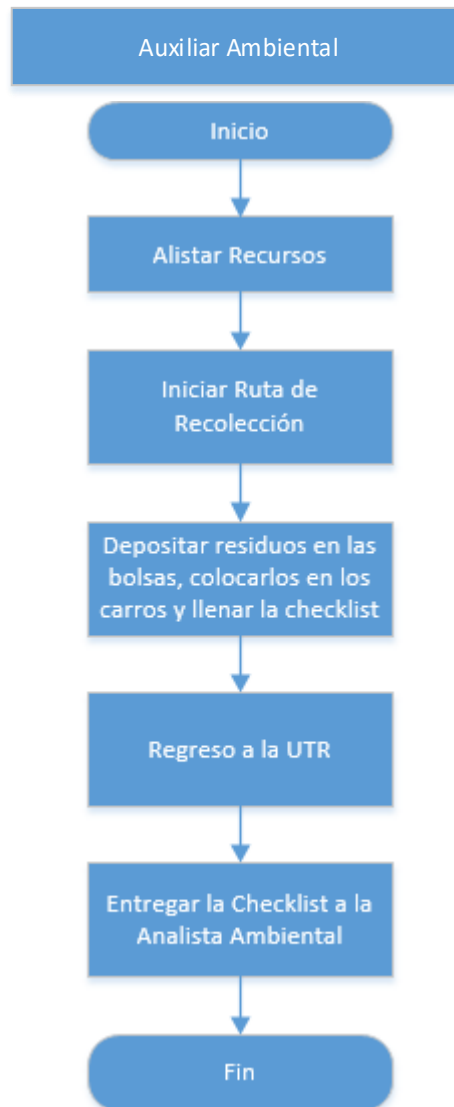 Auxiliar Ambiental
Inicio
Alistar Recursos
Iniciar Ruta de
Recolección
Depositar residuos en las
bolsas, colocarlos en los
carros y llenar la checklist
Regreso a la UTR
Entregar la Checklist a la
Analista Ambiental
Fin